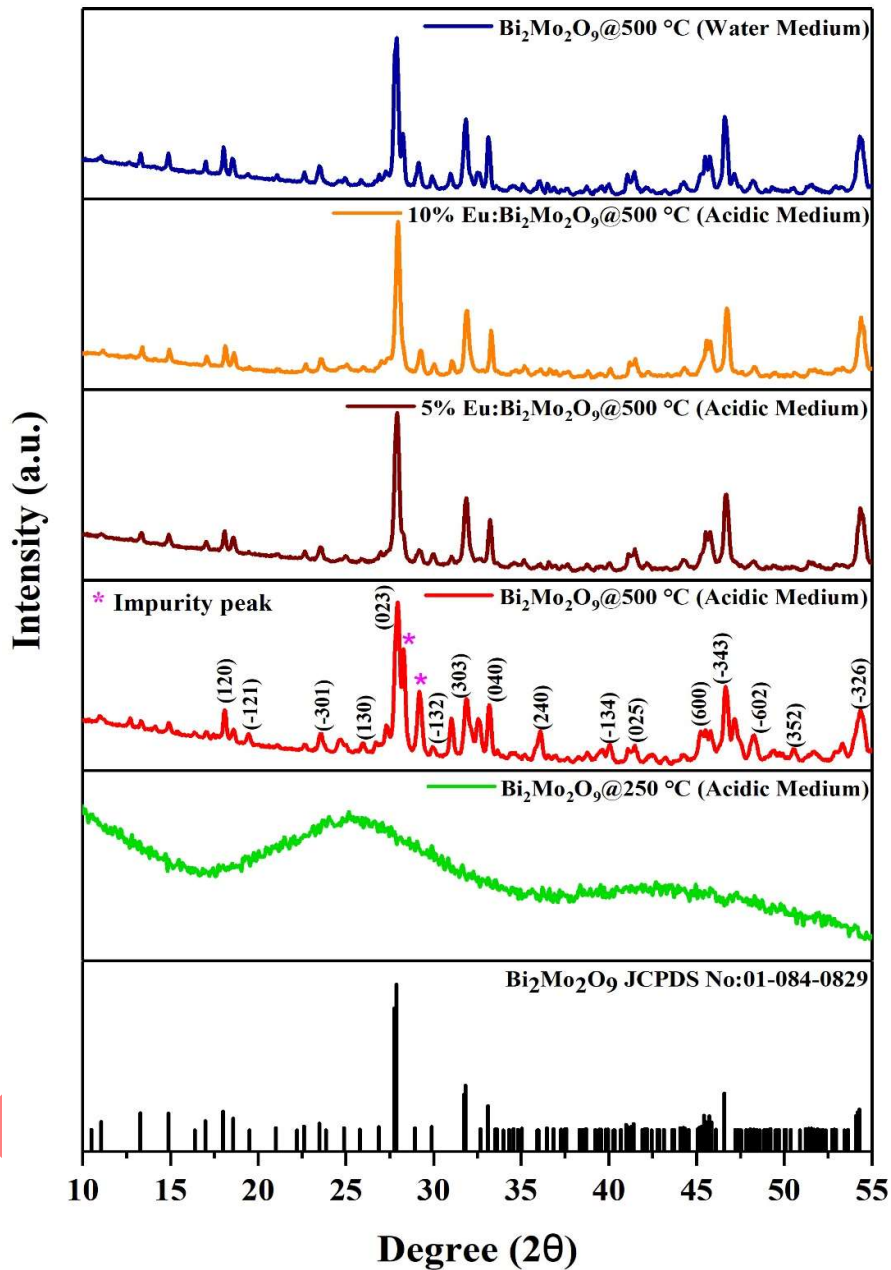 Bi₂Mo₂O₉@500 °C (Water Medium)
10% Eu:Bi₂Mo₂O₉@500 °C (Acidic Medium)
5% Eu:Bi₂Mo₂O₉@500 °C (Acidic Medium)
* Impurity peak
Bi₂Mo₂O₉@500 °C (Acidic Medium)
(120)
(-121)
(-301)
(130)
(023)
*
*
(-132)
(303)
(040)
(240)
(-134)
(025)
(600)
(-343)
(-602)
(352)
(-326)
Bi₂Mo₂O₉@250 °C (Acidic Medium)
Bi₂Mo₂O₉ JCPDS No:01-084-0829
Intensity (a.u.)
10 15 20 25 30 35 40 45 50 55
Degree (2θ)